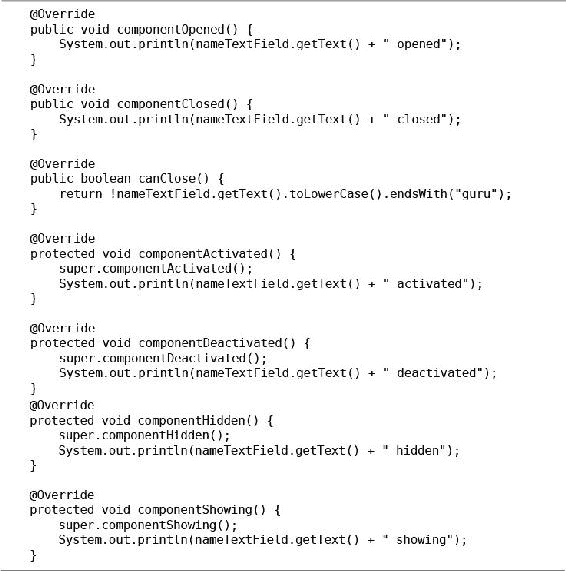 @Override
public void componentOpened() {
    System.out.println(nameTextField.getText() + " opened");
}

@Override
public void componentClosed() {
    System.out.println(nameTextField.getText() + " closed");
}

@Override
public boolean canClose() {
    return !nameTextField.getText().toLowerCase().endsWith("guru");
}

@Override
protected void componentActivated() {
    super.componentActivated();
    System.out.println(nameTextField.getText() + " activated");
}

@Override
protected void componentDeactivated() {
    super.componentDeactivated();
    System.out.println(nameTextField.getText() + " deactivated");
}
@Override
protected void componentHidden() {
    super.componentHidden();
    System.out.println(nameTextField.getText() + " hidden");
}

@Override
protected void componentShowing() {
    super.componentShowing();
    System.out.println(nameTextField.getText() + " showing");
}